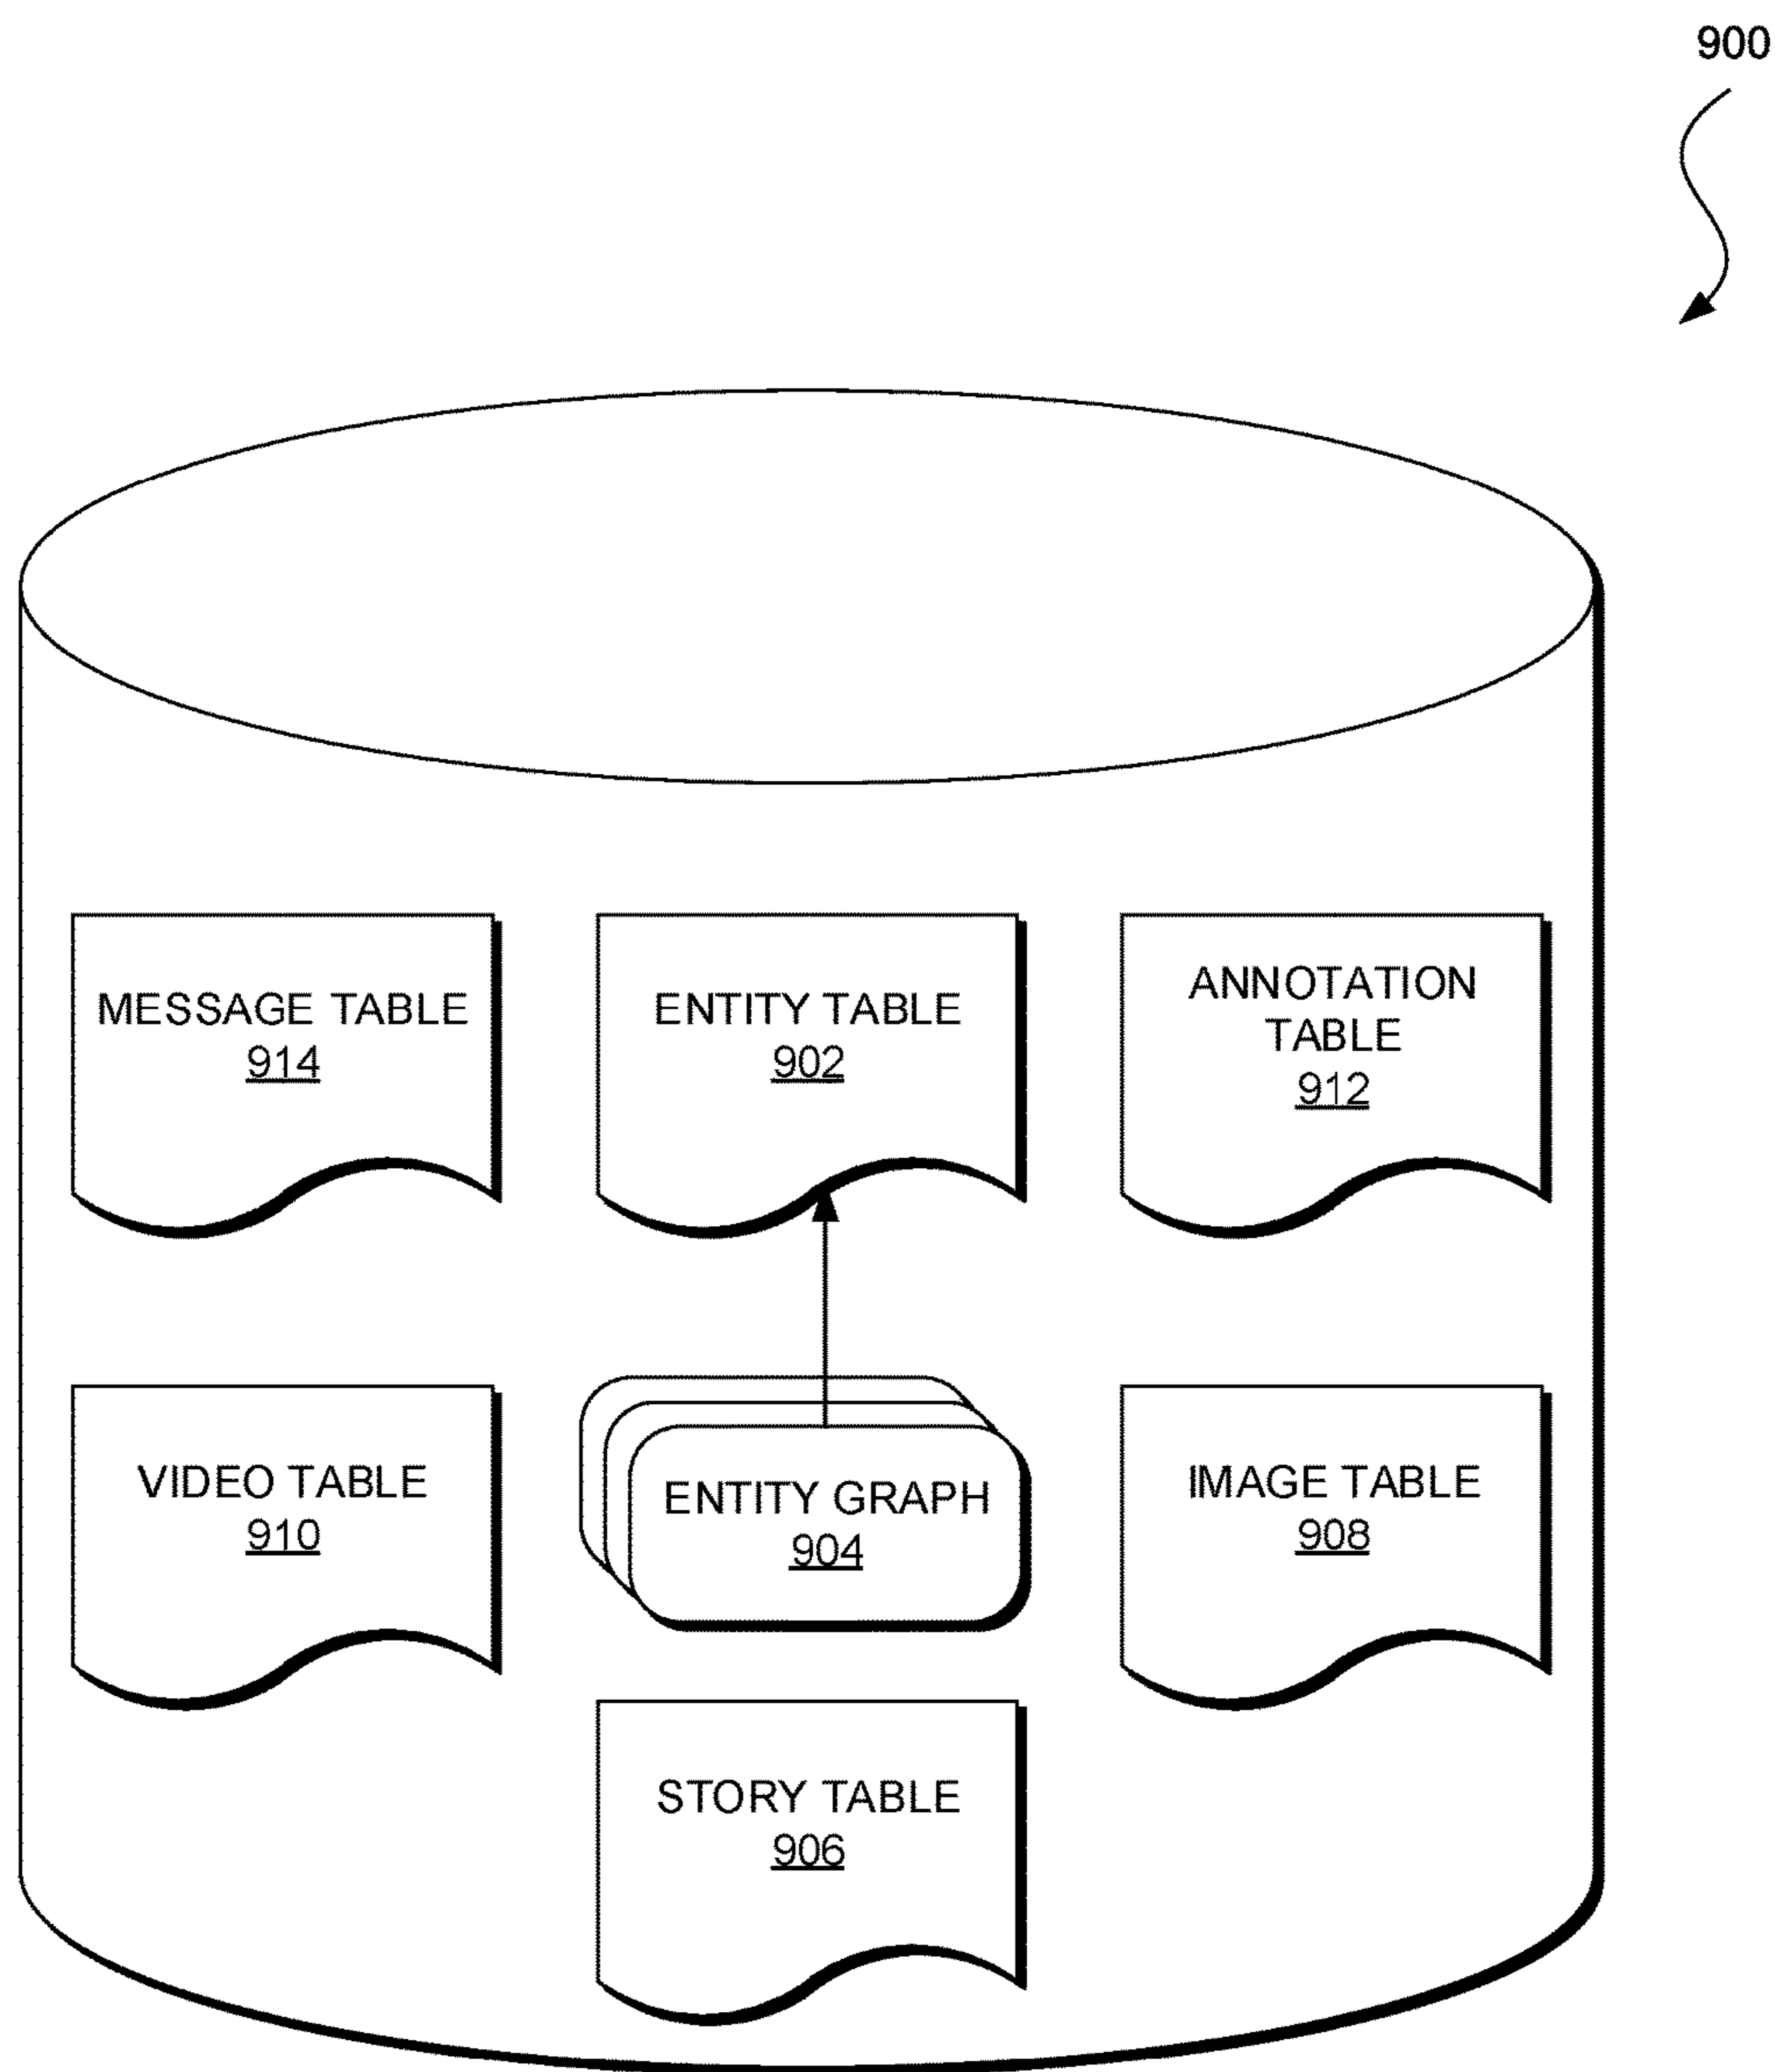 900
MESSAGE TABLE
914
ENTITY TABLE
902
ANNOTATION
TABLE
912
VIDEO TABLE
910
ENTITY GRAPH
904
IMAGE TABLE
908
STORY TABLE
906